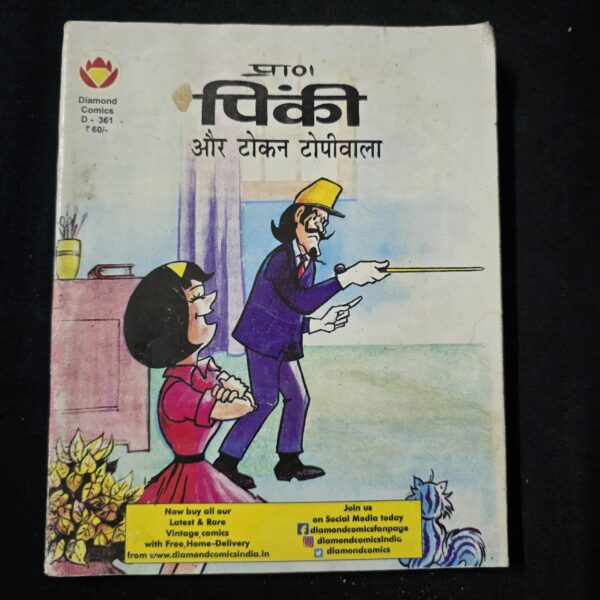 Diamond
Comics
D - 361
₹ 60/-
प्राण
पिंकी
और टोकन टोपीवाला
Now buy all our
Latest & Rare
Vintage comics
with Free Home-Delivery
from www.diamondcomicsindia.in
Join us
on Social Media today
diamondcomicsfanpage
diamondcomicsindia
diamondcomics